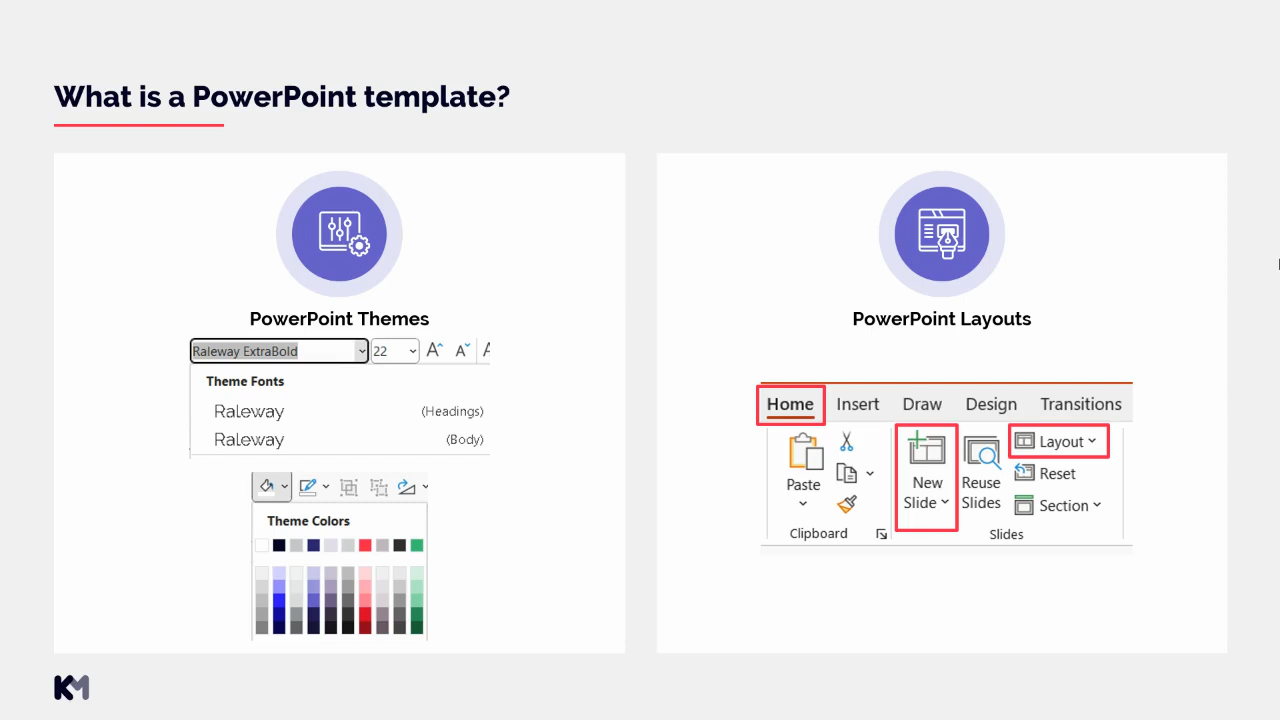 What is a PowerPoint template?
PowerPoint Themes
Raleway ExtraBold 22 A A A
Theme Fonts
Raleway (Headings)
Raleway (Body)
Theme Colors
PowerPoint Layouts
Home Insert Draw Design Transitions
Paste
New Slide
Reuse Slides
Layout
Reset
Section
Clipboard
Slides
KM